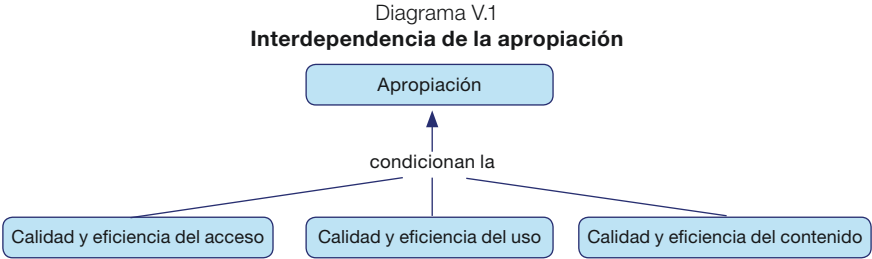 Diagrama V.1
Interdependencia de la apropiación
Apropiación
condicionan la
Calidad y eficiencia del acceso
Calidad y eficiencia del uso
Calidad y eficiencia del contenido